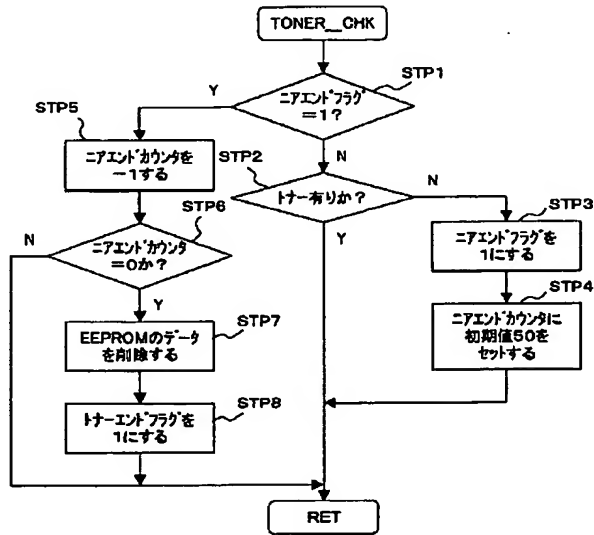 TONER_CHK
STP1
ニアエンドフラグ
=1?
Y
N
STP5
ニアエンドカウンタを
-1する
STP2
トナー有りか?
N
Y
STP3
ニアエンドフラグを
1にする
STP6
ニアエンドカウンタ
=0か?
N
Y
STP4
ニアエンドカウンタに
初期値50を
セットする
STP7
EEPROMのデータ
を削除する
STP8
トナーエンドフラグを
1にする
RET